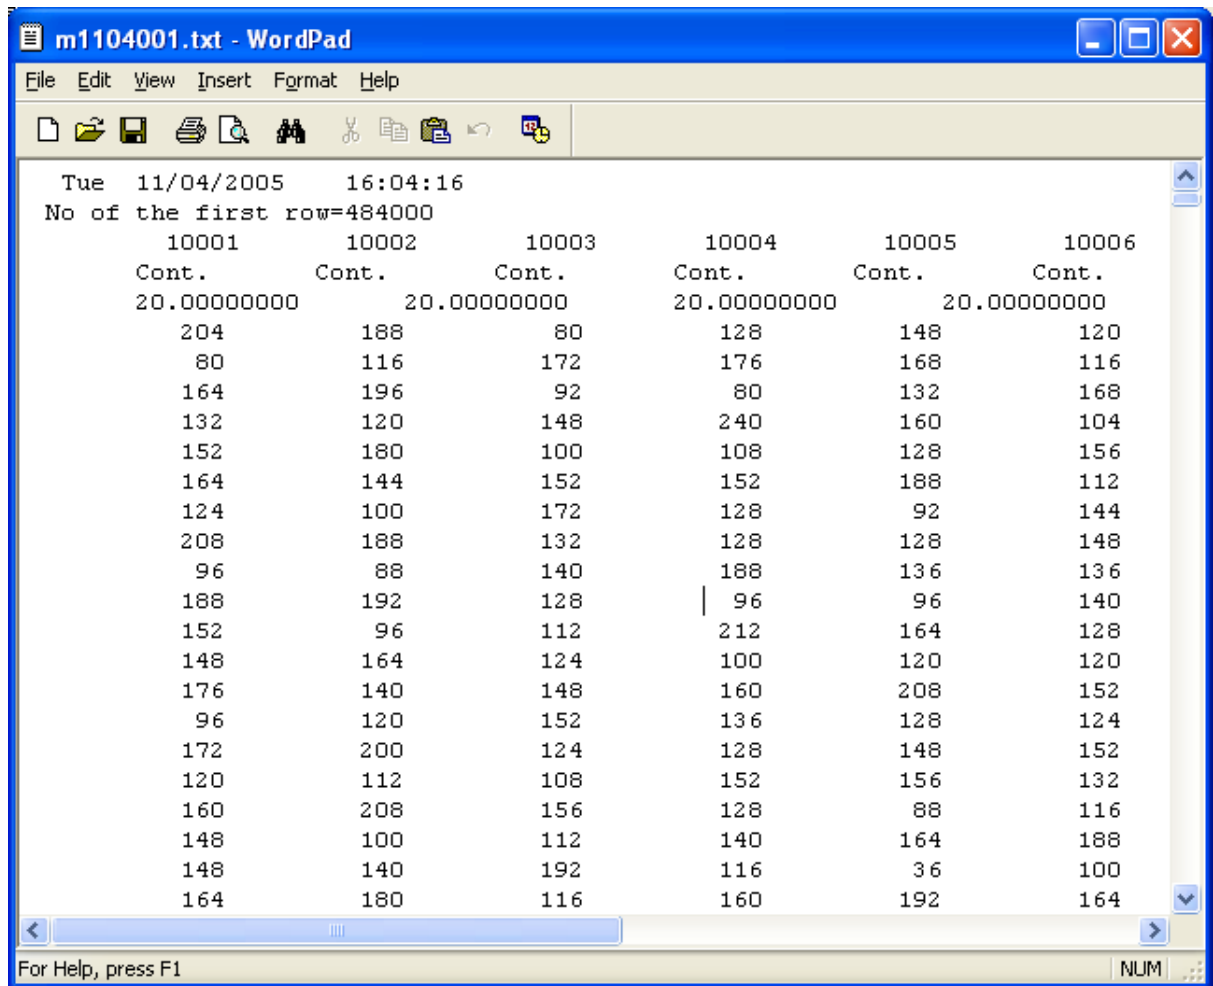 m1104001.txt - WordPad
File Edit View Insert Format Help
Tue 11/04/2005 16:04:16
No of the first row=484000
10001 10002 10003 10004 10005 10006
Cont. Cont. Cont. Cont. Cont. Cont.
20.00000000 20.00000000 20.00000000 20.00000000
204 188 80 128 148 120
80 116 172 176 168 116
164 196 92 80 132 168
132 120 148 240 160 104
152 180 100 108 128 156
164 144 152 152 188 112
124 100 172 128 92 144
208 188 132 128 128 148
96 88 140 188 136 136
188 192 128 96 96 140
152 96 112 212 164 128
148 164 124 100 120 120
176 140 148 160 208 152
96 120 152 136 128 124
172 200 124 128 148 152
120 112 108 152 156 132
160 208 156 128 88 116
148 100 112 140 164 188
148 140 192 116 36 100
164 180 116 160 192 164
For Help, press F1 NUM